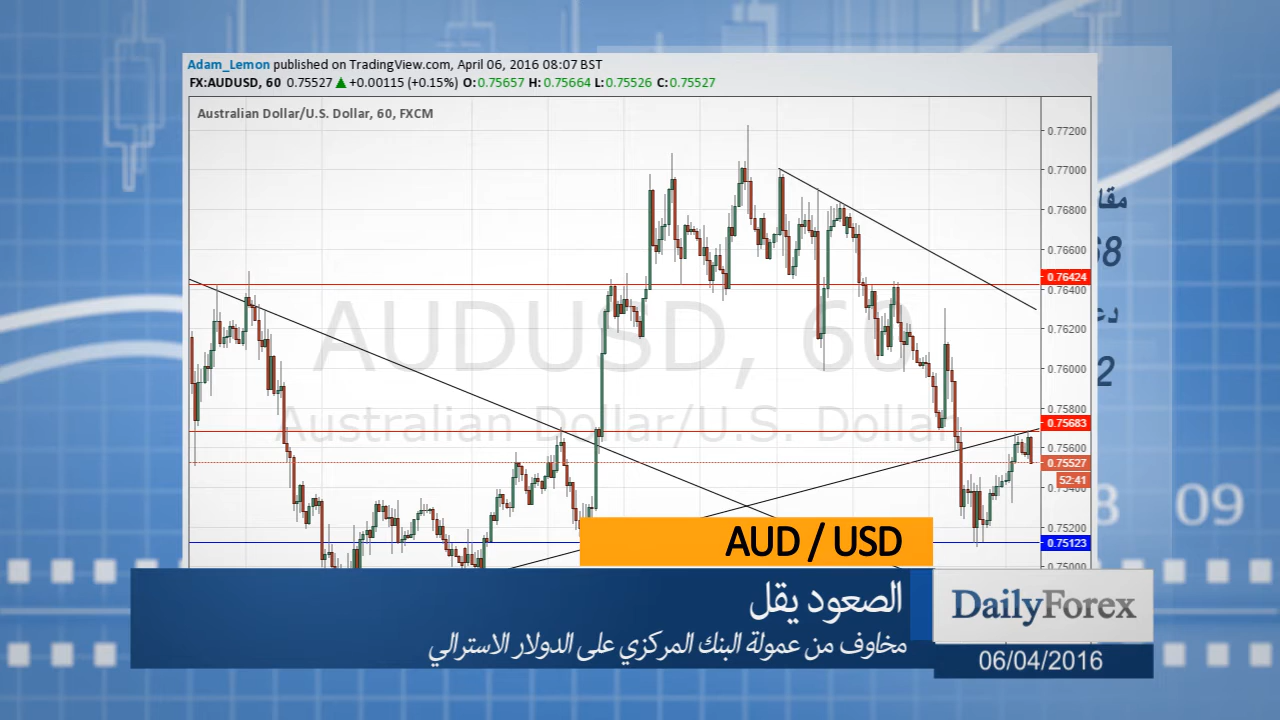 Adam_Lemon published on TradingView.com, April 06, 2016 08:07 BST
FX:AUDUSD, 60 0.75527 ▲ +0.00115 (+0.15%) O:0.75657 H:0.75664 L:0.75526 C:0.75527
Australian Dollar/U.S. Dollar, 60, FXCM
0.77200
0.77000
0.76800
0.76600
0.76424
0.76400
0.76200
0.76000
0.75800
0.75683
0.75600
0.75527
52:41
0.75200
0.75123
0.75000
AUDUSD, 60
Australian Dollar/U.S. Dollar
09
AUD / USD
الصعود يقل
مخاوف من عمولة البنك المركزي على الدولار الاسترالي
DailyForex
06/04/2016